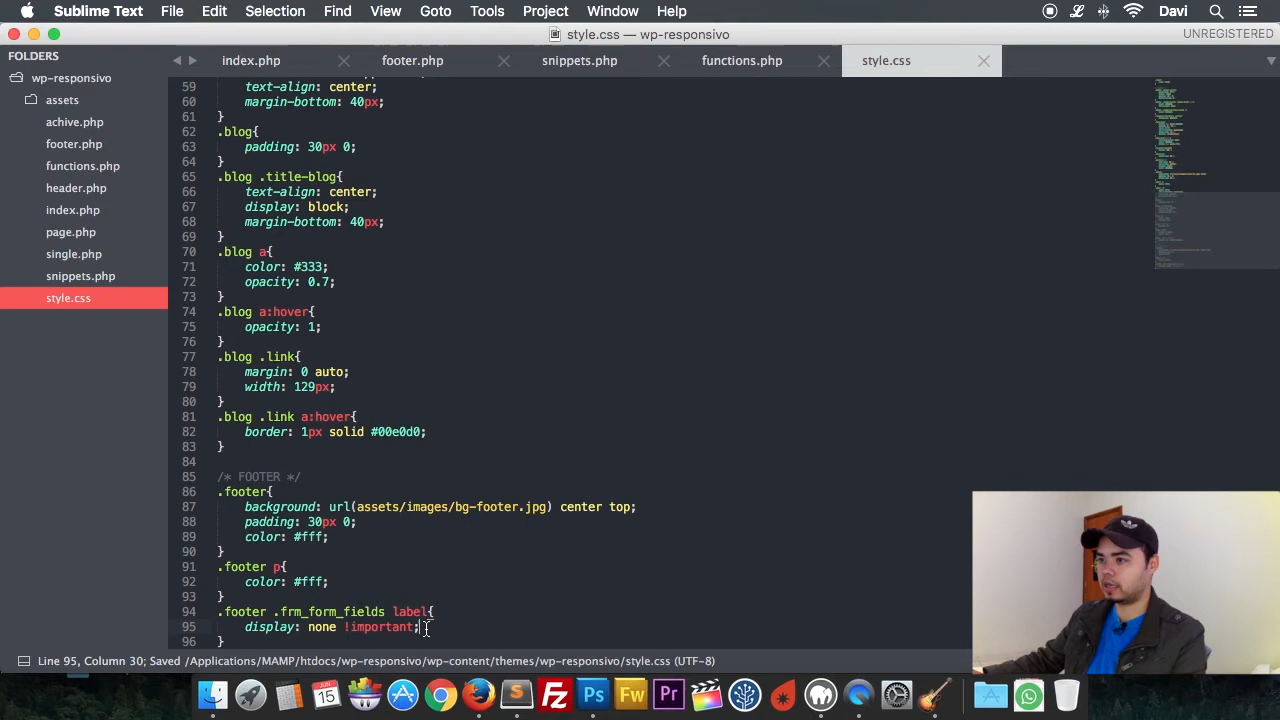 Sublime Text File Edit Selection Find View Goto Tools Project Window Help Davi
style.css — wp-responsivo UNREGISTERED
FOLDERS
wp-responsivo
assets
achive.php
footer.php
functions.php
header.php
index.php
page.php
single.php
snippets.php
style.css
index.php footer.php snippets.php functions.php style.css
59 text-align: center;
60 margin-bottom: 40px;
61 }
62 .blog{
63 padding: 30px 0;
64 }
65 .blog .title-blog{
66 text-align: center;
67 display: block;
68 margin-bottom: 40px;
69 }
70 .blog a{
71 color: #333;
72 opacity: 0.7;
73 }
74 .blog a:hover{
75 opacity: 1;
76 }
77 .blog .link{
78 margin: 0 auto;
79 width: 129px;
80 }
81 .blog .link a:hover{
82 border: 1px solid #00e0d0;
83 }
84
85 /* FOOTER */
86 .footer{
87 background: url(assets/images/bg-footer.jpg) center top;
88 padding: 30px 0;
89 color: #fff;
90 }
91 .footer p{
92 color: #fff;
93 }
94 .footer .frm_form_fields label{
95 display: none !important;
96 }
Line 95, Column 30; Saved /Applications/MAMP/htdocs/wp-responsivo/wp-content/themes/wp-responsivo/style.css (UTF-8)
JUN
15
S
Fz
Ps
Fw
Pr